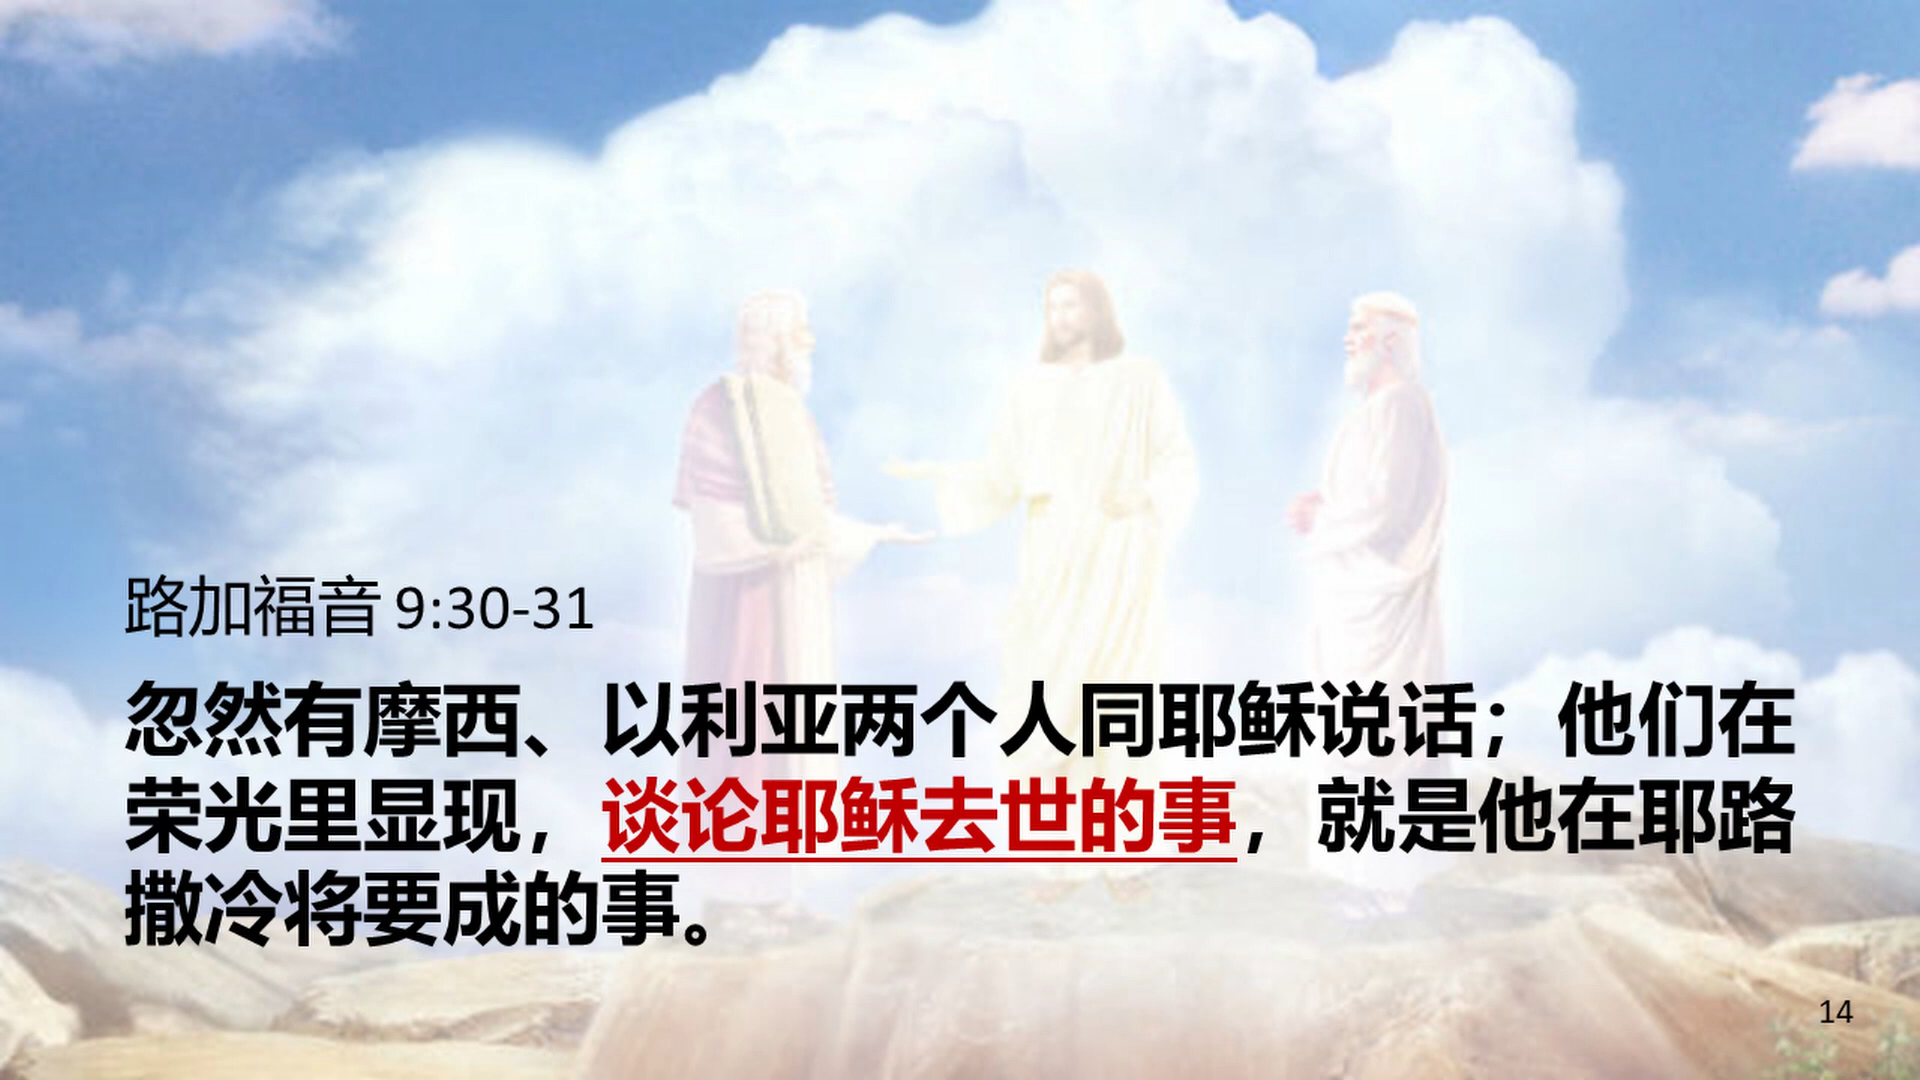 路加福音 9:30-31
忽然有摩西、以利亚两个人同耶稣说话；他们在
荣光里显现，谈论耶稣去世的事，就是他在耶路
撒冷将要成的事。
14